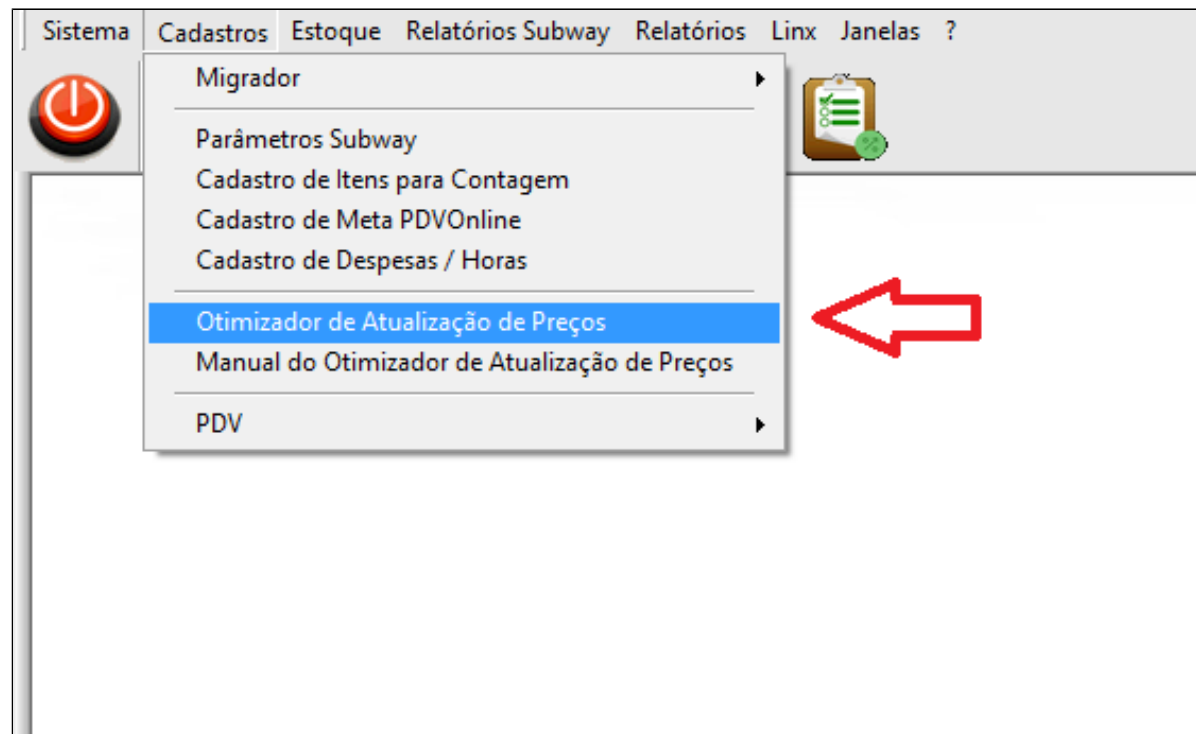 Sistema Cadastros Estoque Relatórios Subway Relatórios Linx Janelas ?
Migrador
Parâmetros Subway
Cadastro de Itens para Contagem
Cadastro de Meta PDVOnline
Cadastro de Despesas / Horas
Otimizador de Atualização de Preços
Manual do Otimizador de Atualização de Preços
PDV